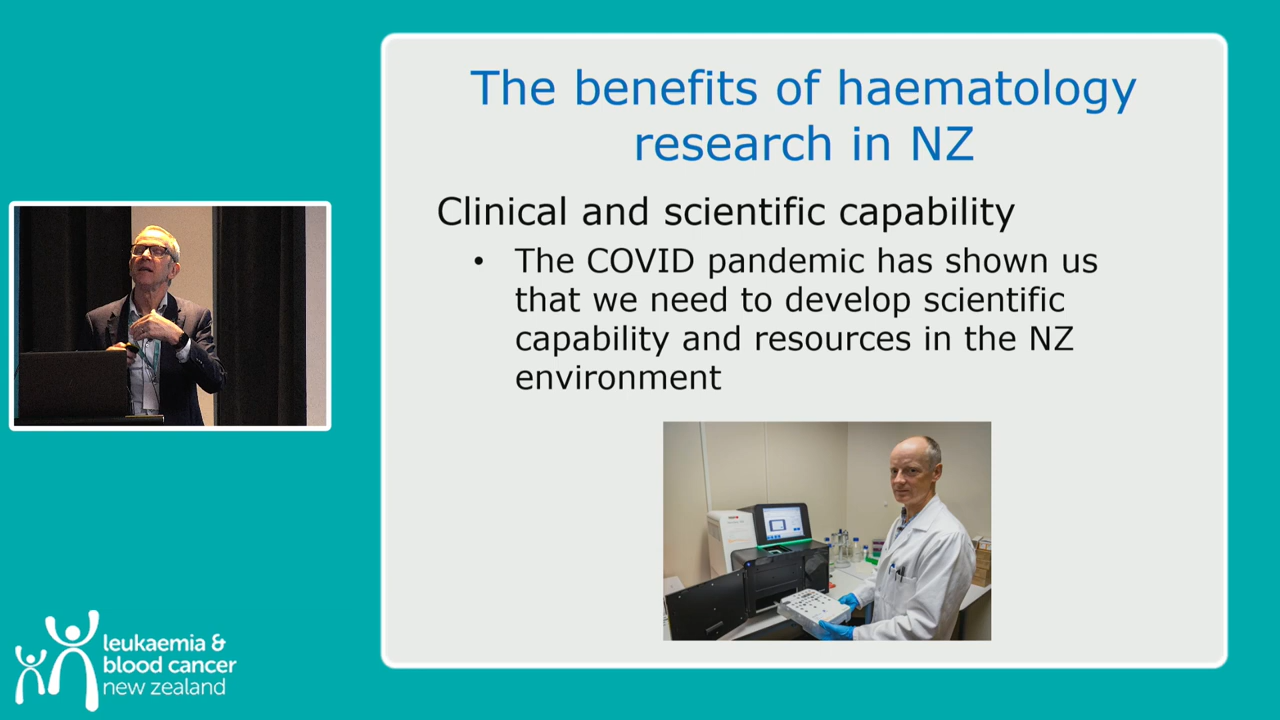 The benefits of haematology
research in NZ
Clinical and scientific capability
• The COVID pandemic has shown us
that we need to develop scientific
capability and resources in the NZ
environment
leukaemia &
blood cancer
new zealand